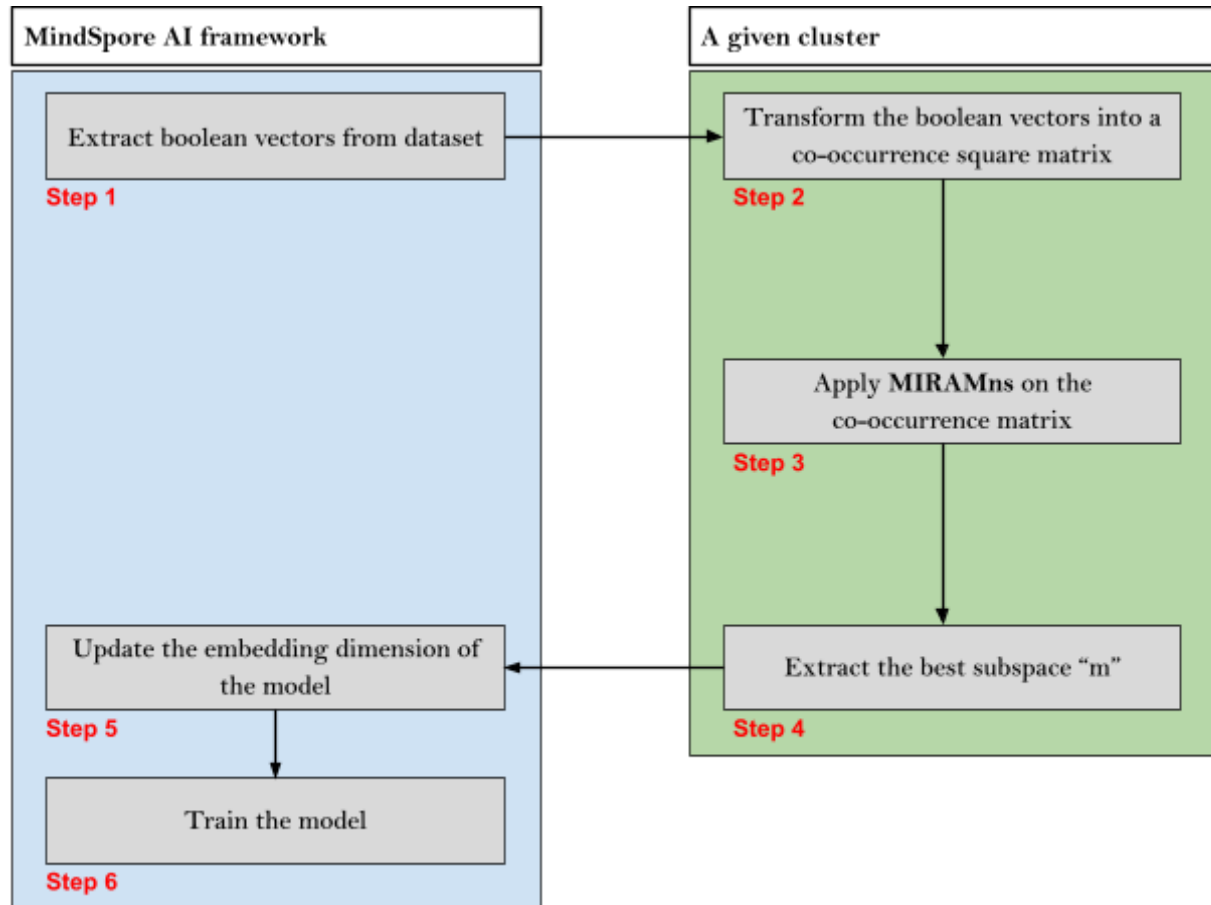 MindSpore AI framework
A given cluster
Extract boolean vectors from dataset
Step 1
Transform the boolean vectors into a
co-occurrence square matrix
Step 2
Apply MIRAMns on the
co-occurrence matrix
Step 3
Extract the best subspace “m”
Step 4
Update the embedding dimension of
the model
Step 5
Train the model
Step 6